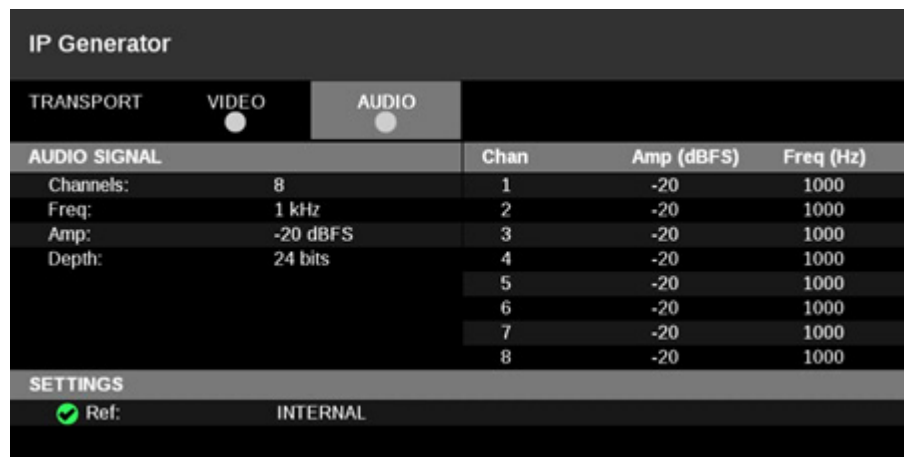 IP Generator
TRANSPORT VIDEO AUDIO
AUDIO SIGNAL Chan Amp (dBFS) Freq (Hz)
Channels: 8 1 -20 1000
Freq: 1 kHz 2 -20 1000
Amp: -20 dBFS 3 -20 1000
Depth: 24 bits 4 -20 1000
5 -20 1000
6 -20 1000
7 -20 1000
8 -20 1000
SETTINGS
Ref: INTERNAL